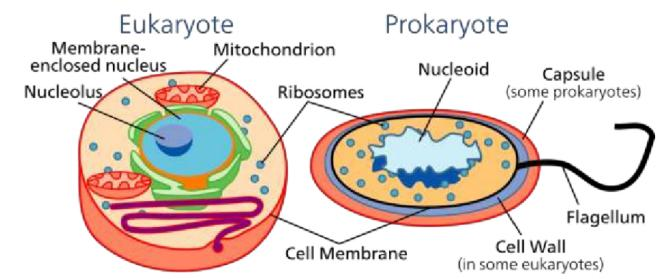 Eukaryote
Prokaryote
Membrane-
enclosed nucleus
Mitochondrion
Nucleolus
Ribosomes
Nucleoid
Capsule
(some prokaryotes)
Cell Membrane
Flagellum
Cell Wall
(in some eukaryotes)